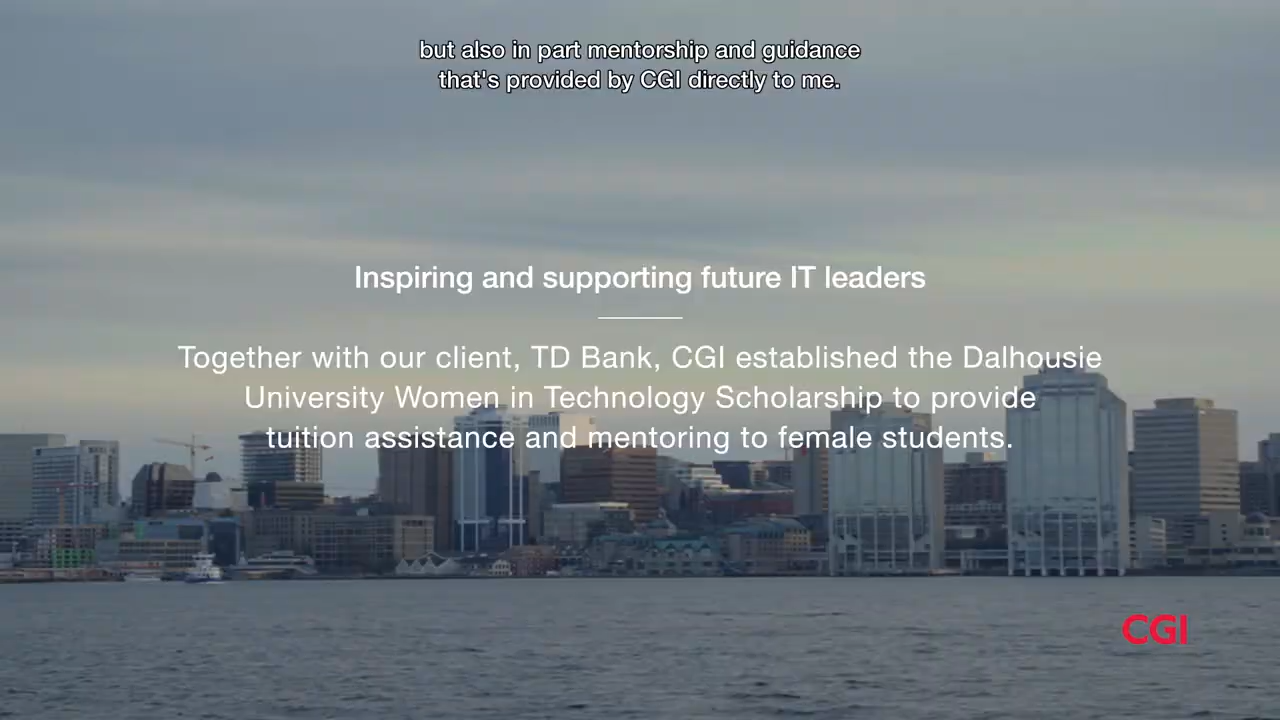 but also in part mentorship and guidance
that's provided by CGI directly to me.
Inspiring and supporting future IT leaders
Together with our client, TD Bank, CGI established the Dalhousie
University Women in Technology Scholarship to provide
tuition assistance and mentoring to female students.
CGI